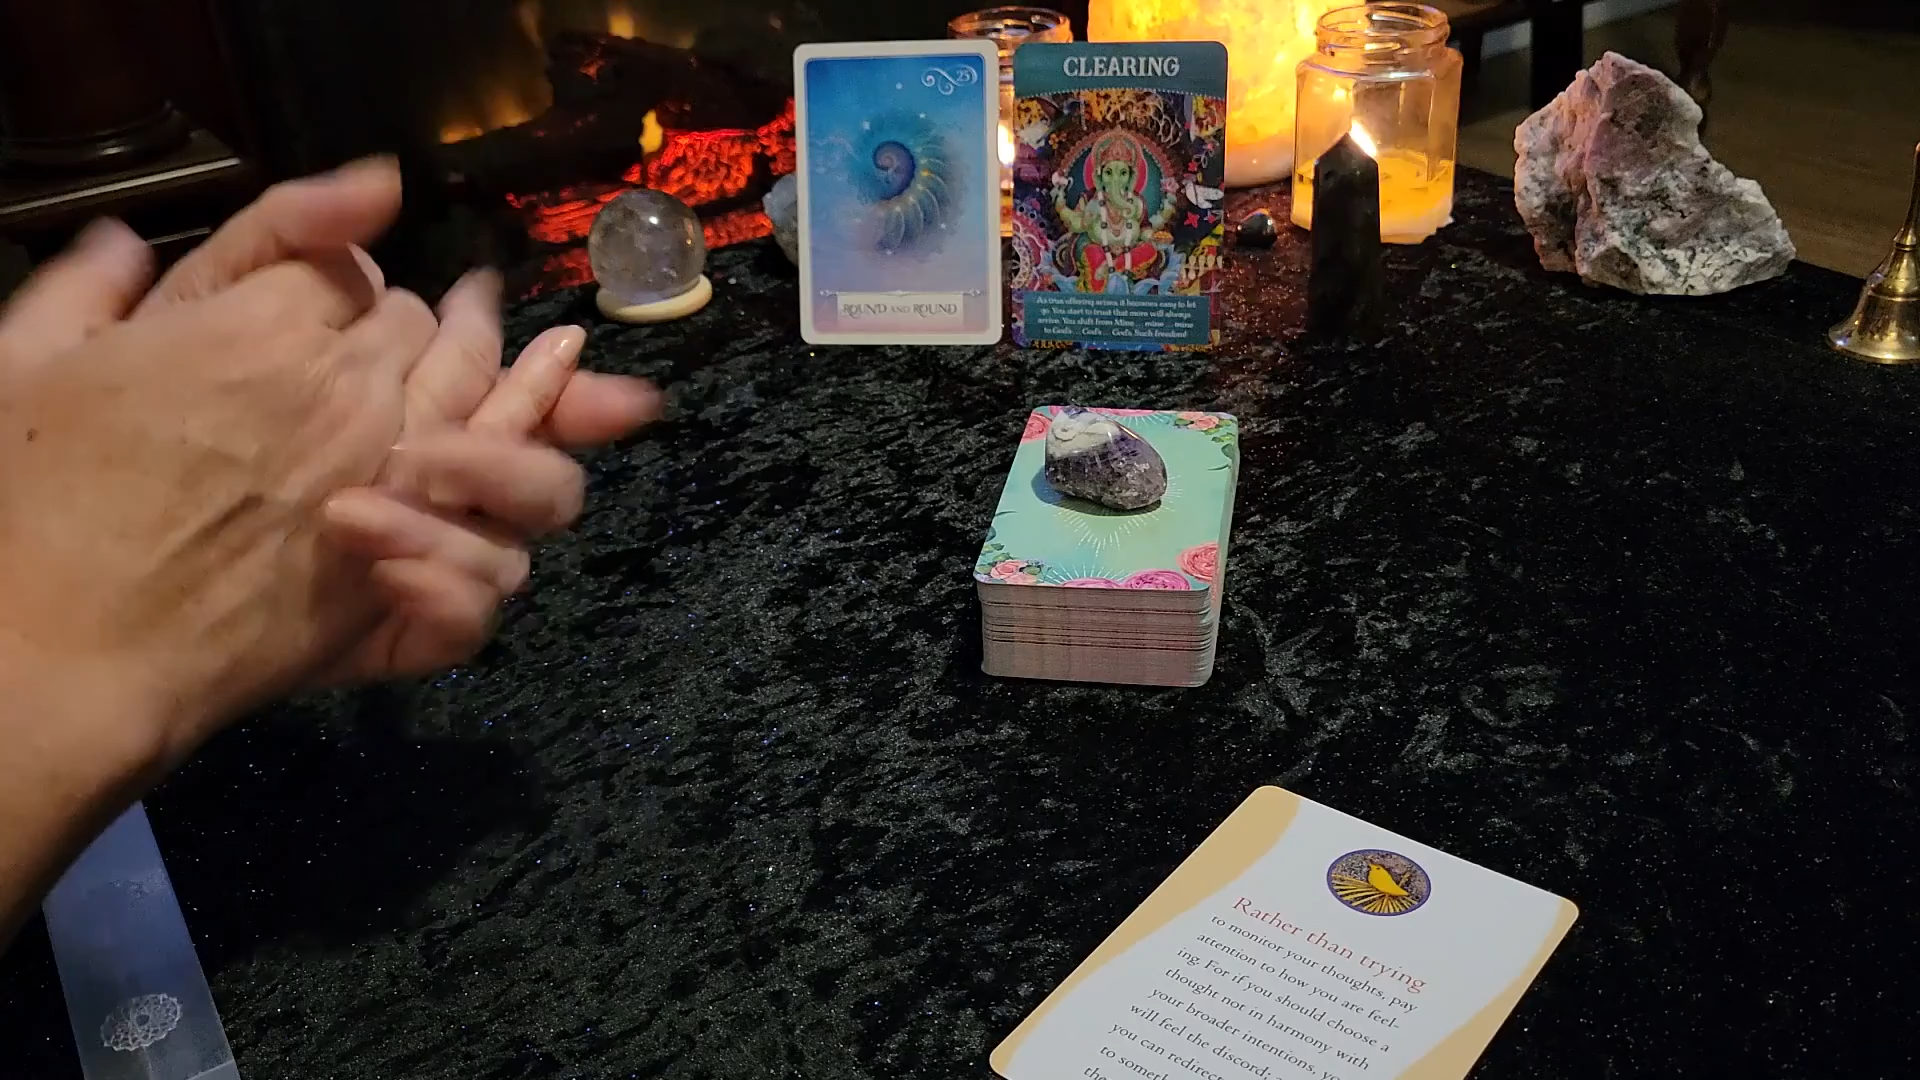 25
ROUND AND ROUND
CLEARING
As true offering arises it becomes easy to let
go. You start to trust that more will always
arrive. You shift from Mine ... mine ... mine
to God's ... God's ... God's. Such freedom!
Rather than trying
to monitor your thoughts, pay
attention to how you are feel-
ing. For if you should choose a
thought not in harmony with
your broader intentions,
will feel the discord;
you can redirect
to